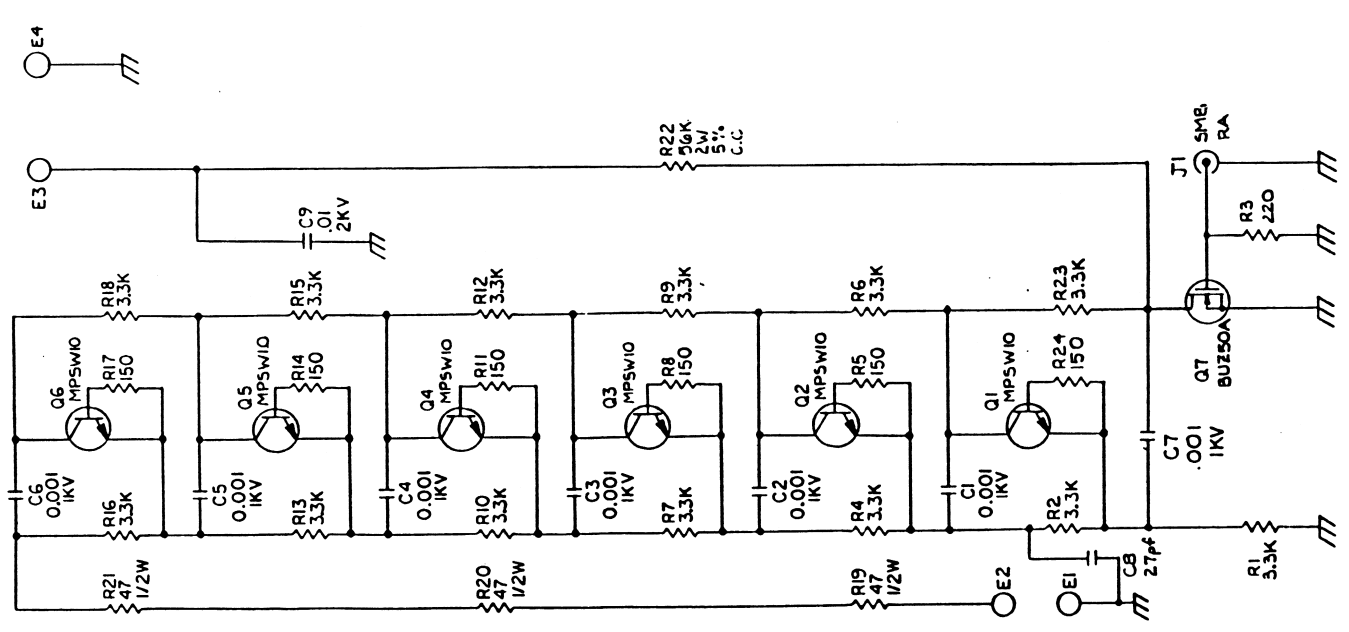 E4
E3
R22
56K
2W
5%
C.C
SMB,
RA
J1
C9
.01
2KV
R3
220
R18
3.3K
R15
3.3K
R12
3.3K
R9
3.3K
R6
3.3K
R23
3.3K
Q6
MPSW10
R17
150
Q5
MPSW10
R14
150
Q4
MPSW10
R11
150
Q3
MPSW10
R8
150
Q2
MPSW10
R5
150
Q1
MPSW10
R24
150
Q7
BUZ50A
C6
0.001
1KV
C5
0.001
1KV
C4
0.001
1KV
C3
0.001
1KV
C2
0.001
1KV
C1
0.001
1KV
C7
.001
1KV
R16
3.3K
R13
3.3K
R10
3.3K
R7
3.3K
R4
3.3K
R2
3.3K
C8
27pf
R1
3.3K
R21
47
1/2W
R20
47
1/2W
R19
47
1/2W
E2
E1